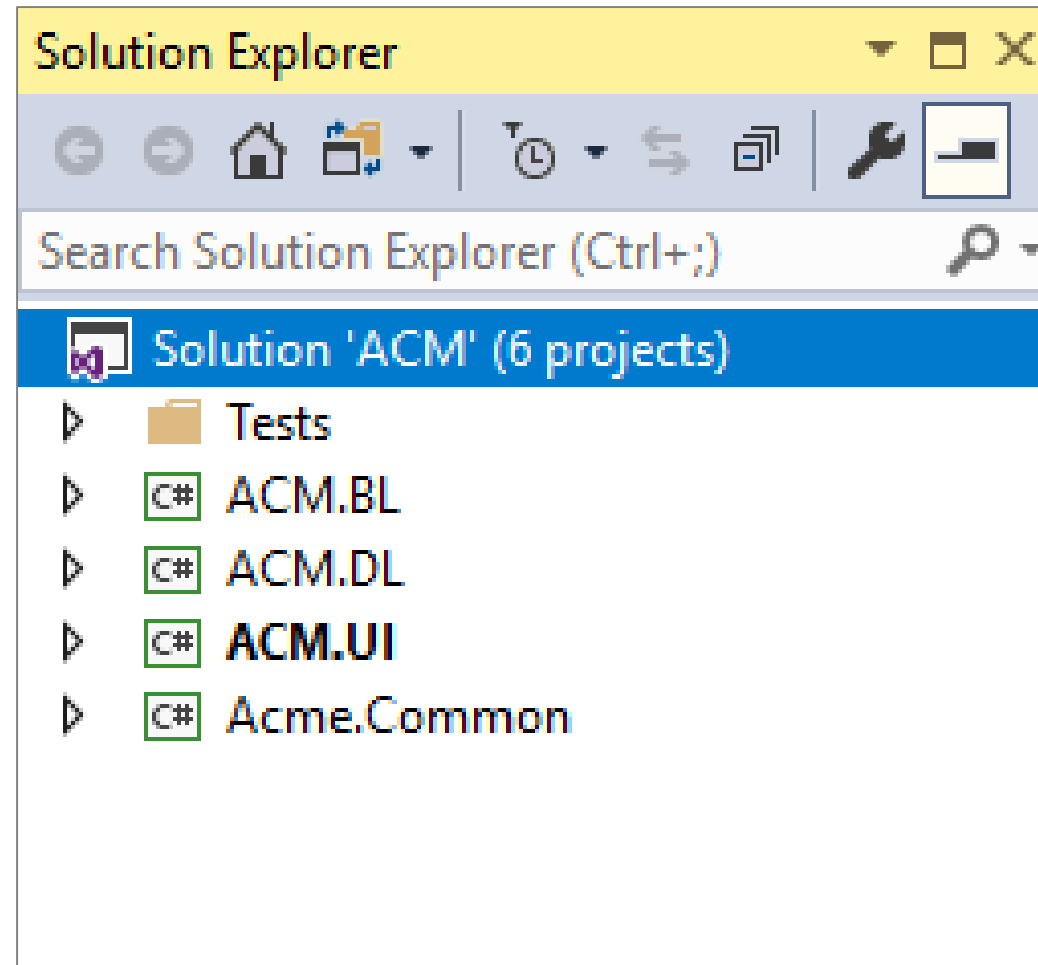 Solution Explorer
Search Solution Explorer (Ctrl+;)
Solution 'ACM' (6 projects)
Tests
C# ACM.BL
C# ACM.DL
C# ACM.UI
C# Acme.Common